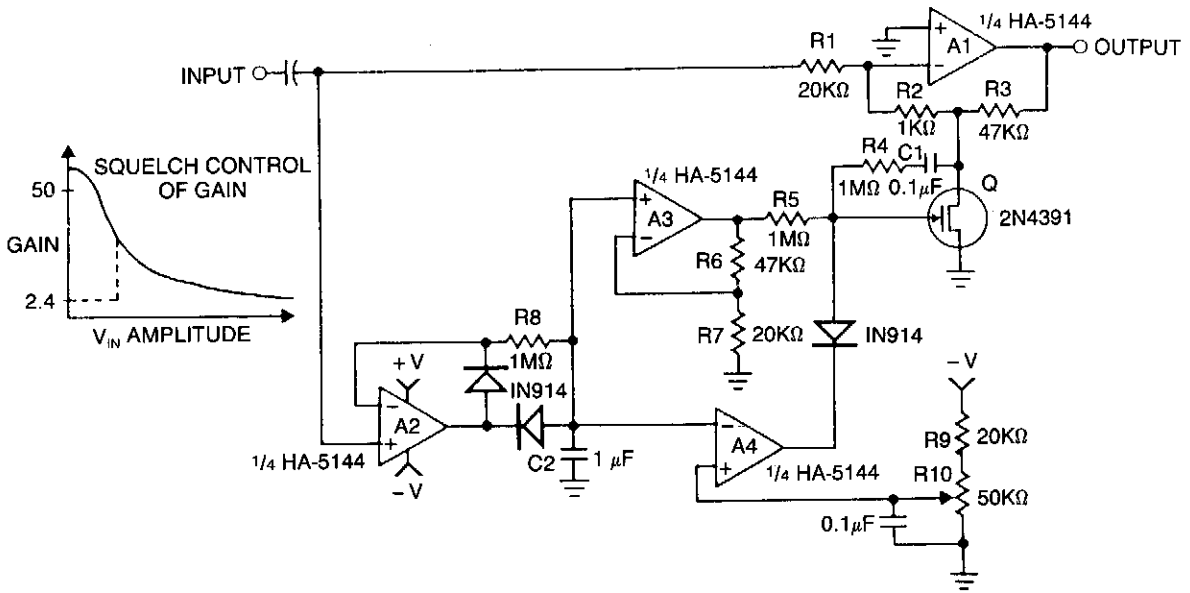 1/4 HA-5144
INPUT
R1
20KΩ
+
A1
−
OUTPUT
R2
1KΩ
R3
47KΩ
SQUELCH CONTROL
OF GAIN
50
GAIN
2.4
V_IN AMPLITUDE
1/4 HA-5144
+
A3
−
R5
1MΩ
R4
1MΩ
C1
0.1μF
Q
2N4391
R6
47KΩ
R7
20KΩ
IN914
R8
1MΩ
IN914
+V
−
A2
+
−V
1/4 HA-5144
C2
1 μF
−
A4
+
1/4 HA-5144
−V
R9
20KΩ
R10
50KΩ
0.1μF